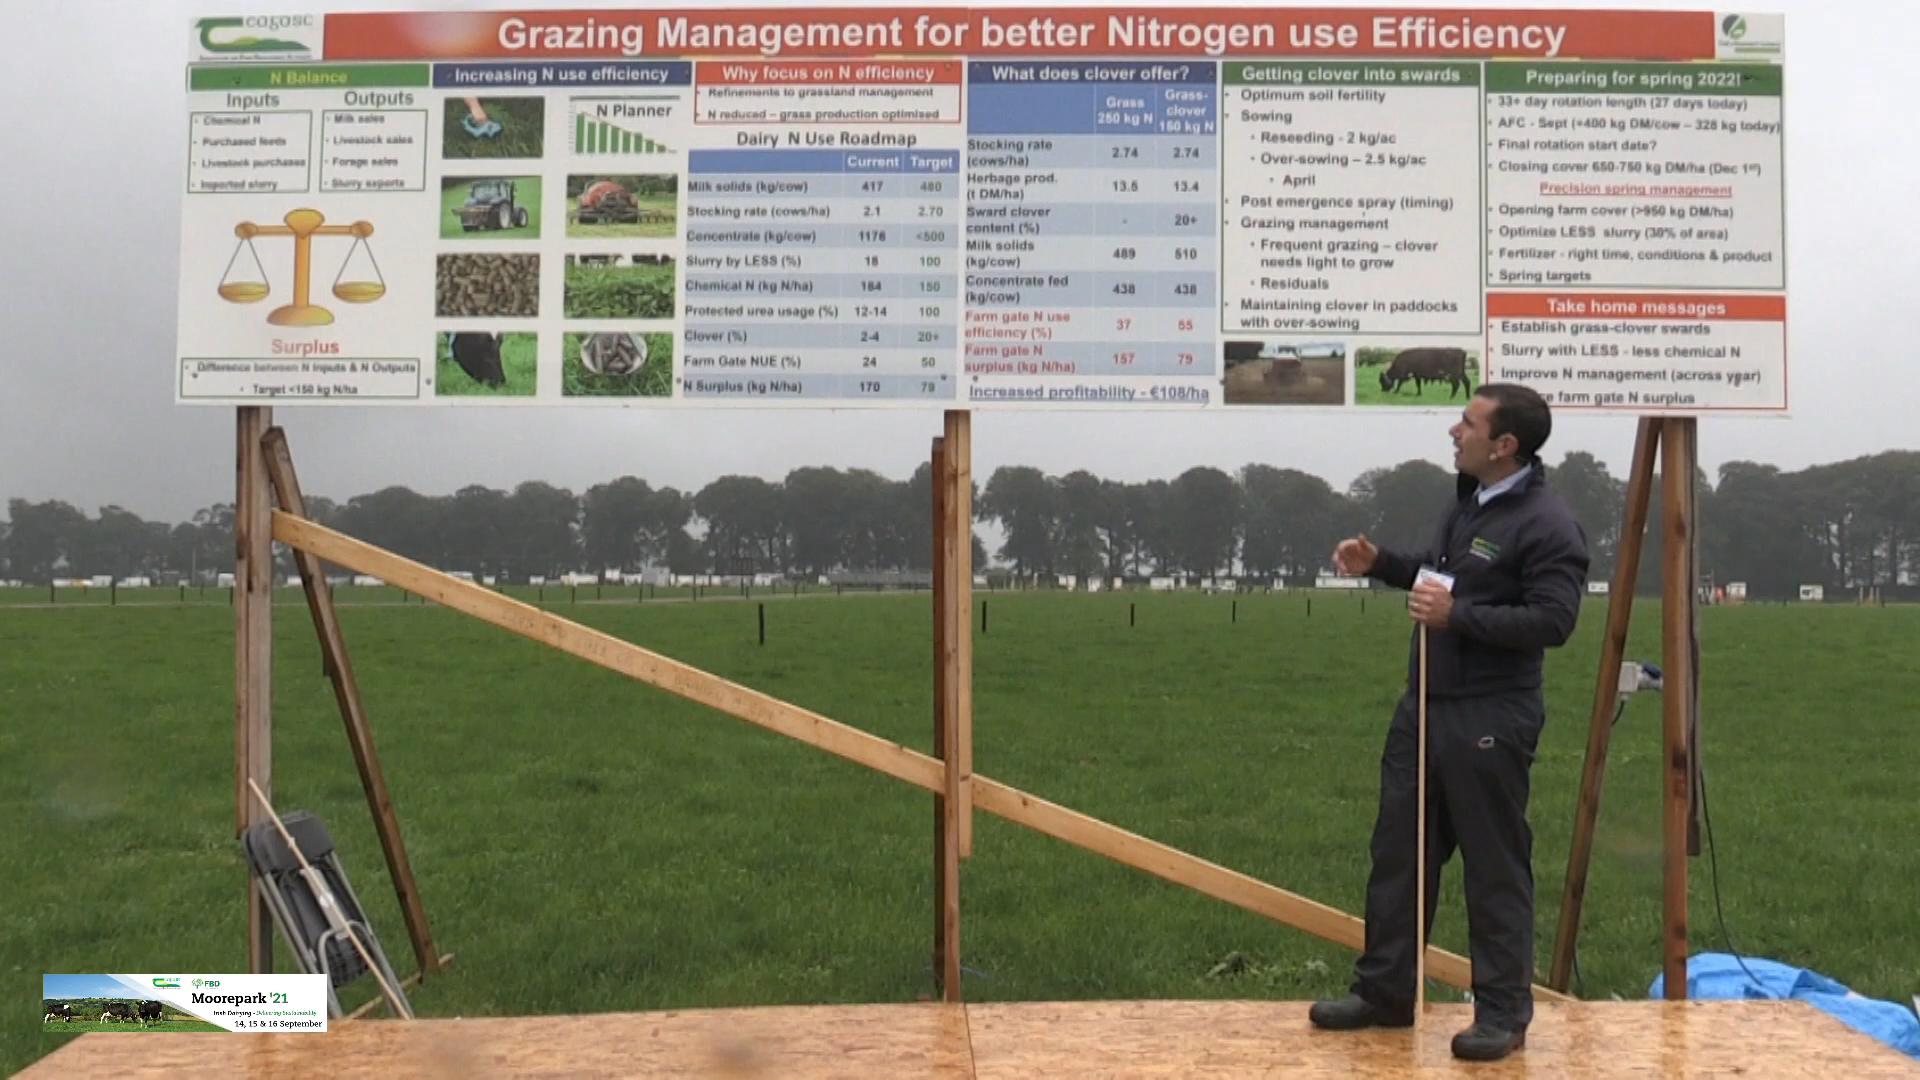 teagasc
Grazing Management for better Nitrogen use Efficiency
N Balance
Inputs
• Chemical N
• Purchased feeds
• Livestock purchases
• Imported slurry
Outputs
• Milk sales
• Livestock sales
• Forage sales
• Slurry exports
Surplus
• Difference between N Inputs & N Outputs
• Target <150 kg N/ha
Increasing N use efficiency
N Planner
Why focus on N efficiency
• Refinements to grassland management
• N reduced – grass production optimised
Dairy N Use Roadmap
Current Target
Milk solids (kg/cow) 417 480
Stocking rate (cows/ha) 2.1 2.70
Concentrate (kg/cow) 1176 <500
Slurry by LESS (%) 18 100
Chemical N (kg N/ha) 184 150
Protected urea usage (%) 12-14 100
Clover (%) 2-4 20+
Farm Gate NUE (%) 24 50
N Surplus (kg N/ha) 170 79
What does clover offer?
Grass 250 kg N
Grass-clover 150 kg N
Stocking rate (cows/ha) 2.74 2.74
Herbage prod. (t DM/ha) 13.5 13.4
Sward clover content (%) - 20+
Milk solids (kg/cow) 489 510
Concentrate fed (kg/cow) 438 438
Farm gate N use efficiency (%) 37 55
Farm gate N surplus (kg N/ha) 157 79
Increased profitability - €108/ha
Getting clover into swards
• Optimum soil fertility
• Sowing
• Reseeding - 2 kg/ac
• Over-sowing – 2.5 kg/ac
• April
• Post emergence spray (timing)
• Grazing management
• Frequent grazing – clover
needs light to grow
• Residuals
• Maintaining clover in paddocks
with over-sowing
Preparing for spring 2022!
• 33+ day rotation length (27 days today)
• AFC - Sept (+400 kg DM/cow – 328 kg today)
• Final rotation start date?
• Closing cover 650-750 kg DM/ha (Dec 1st)
Precision spring management
• Opening farm cover (>950 kg DM/ha)
• Optimize LESS slurry (30% of area)
• Fertilizer - right time, conditions & product
• Spring targets
Take home messages
• Establish grass-clover swards
• Slurry with LESS - less chemical N
• Improve N management (across year)
farm gate N surplus
FBD
Moorepark '21
Irish Dairying - Delivering Sustainability
14, 15 & 16 September